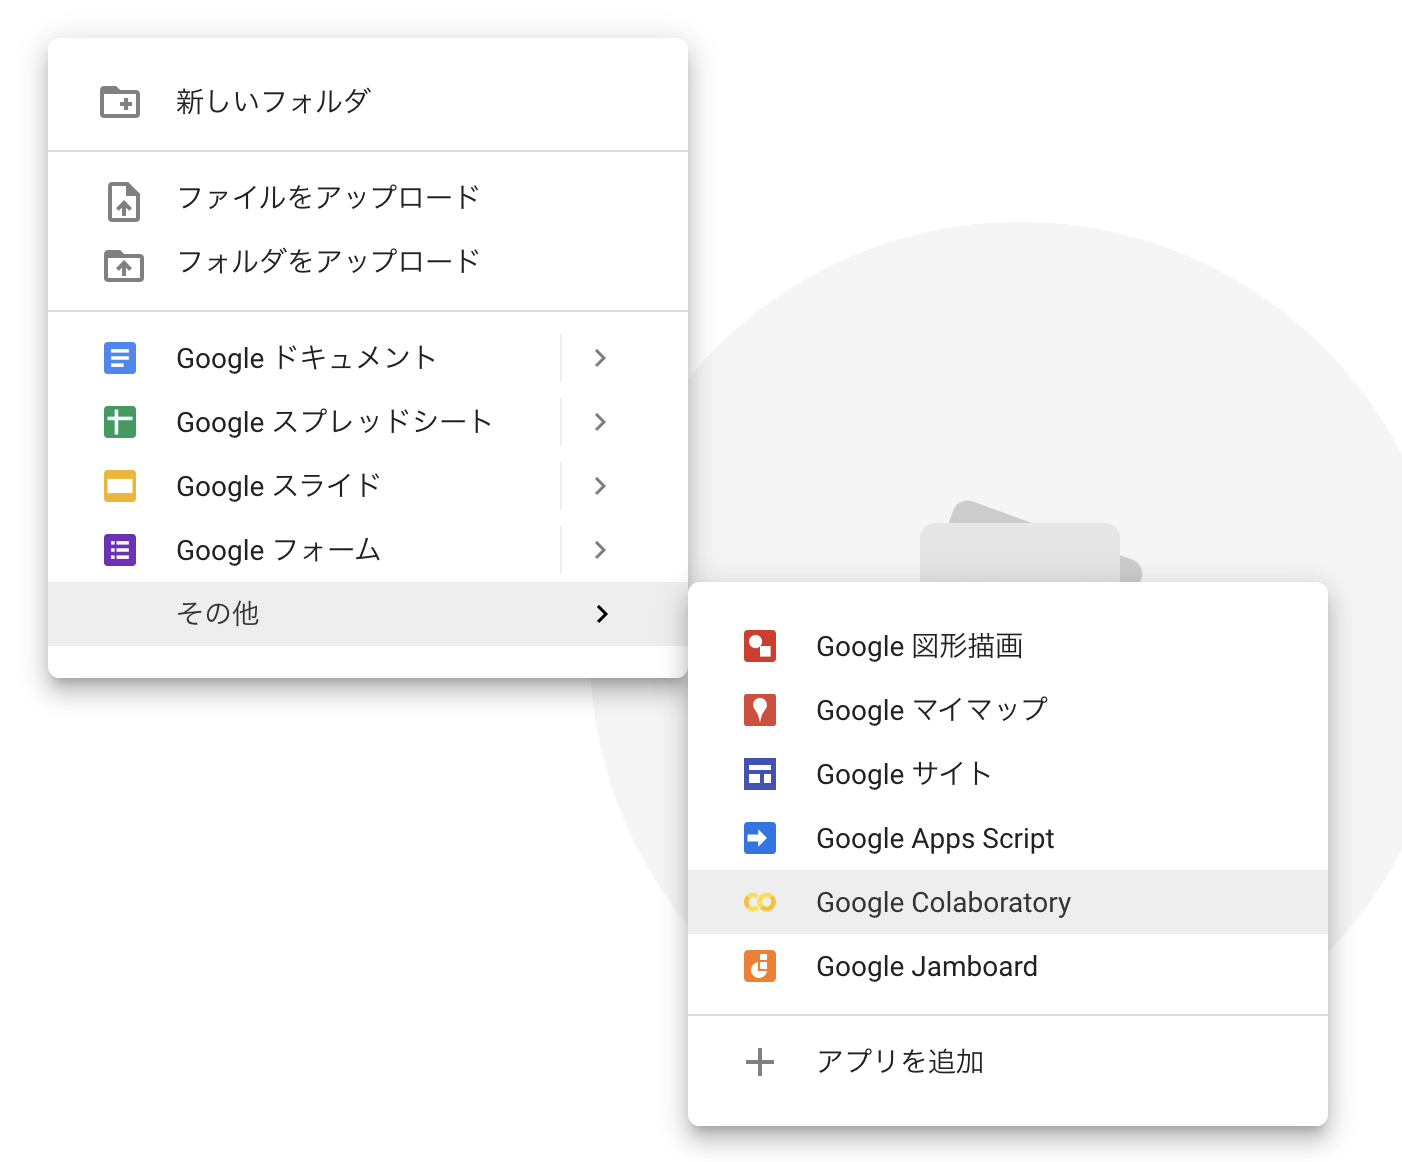 新しいフォルダ
ファイルをアップロード
フォルダをアップロード
Google ドキュメント
Google スプレッドシート
Google スライド
Google フォーム
その他
Google 図形描画
Google マイマップ
Google サイト
Google Apps Script
Google Colaboratory
Google Jamboard
アプリを追加